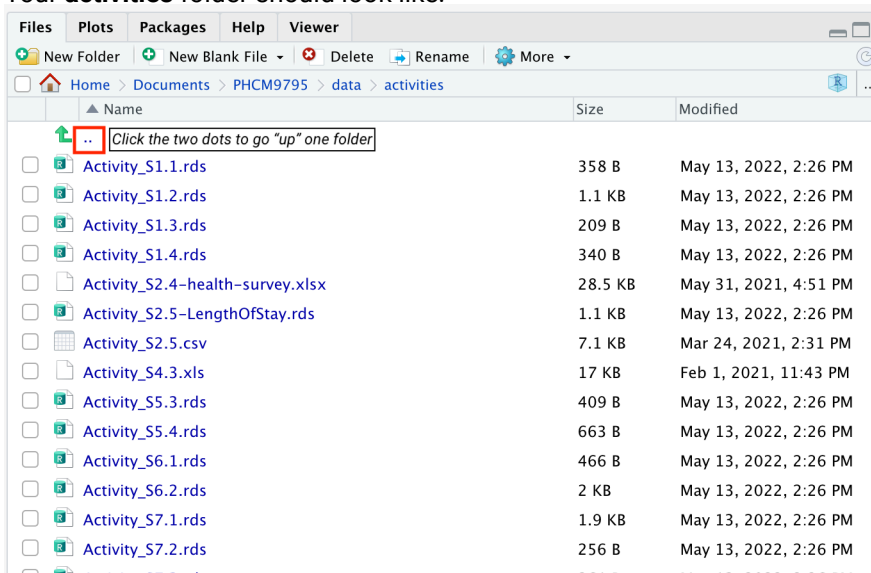 Your activities folder should look like:
Files Plots Packages Help Viewer
New Folder New Blank File Delete Rename More
Home > Documents > PHCM9795 > data > activities R ..
Name Size Modified
.. Click the two dots to go “up” one folder
Activity_S1.1.rds 358 B May 13, 2022, 2:26 PM
Activity_S1.2.rds 1.1 KB May 13, 2022, 2:26 PM
Activity_S1.3.rds 209 B May 13, 2022, 2:26 PM
Activity_S1.4.rds 340 B May 13, 2022, 2:26 PM
Activity_S2.4-health-survey.xlsx 28.5 KB May 31, 2021, 4:51 PM
Activity_S2.5-LengthOfStay.rds 1.1 KB May 13, 2022, 2:26 PM
Activity_S2.5.csv 7.1 KB Mar 24, 2021, 2:31 PM
Activity_S4.3.xls 17 KB Feb 1, 2021, 11:43 PM
Activity_S5.3.rds 409 B May 13, 2022, 2:26 PM
Activity_S5.4.rds 663 B May 13, 2022, 2:26 PM
Activity_S6.1.rds 466 B May 13, 2022, 2:26 PM
Activity_S6.2.rds 2 KB May 13, 2022, 2:26 PM
Activity_S7.1.rds 1.9 KB May 13, 2022, 2:26 PM
Activity_S7.2.rds 256 B May 13, 2022, 2:26 PM